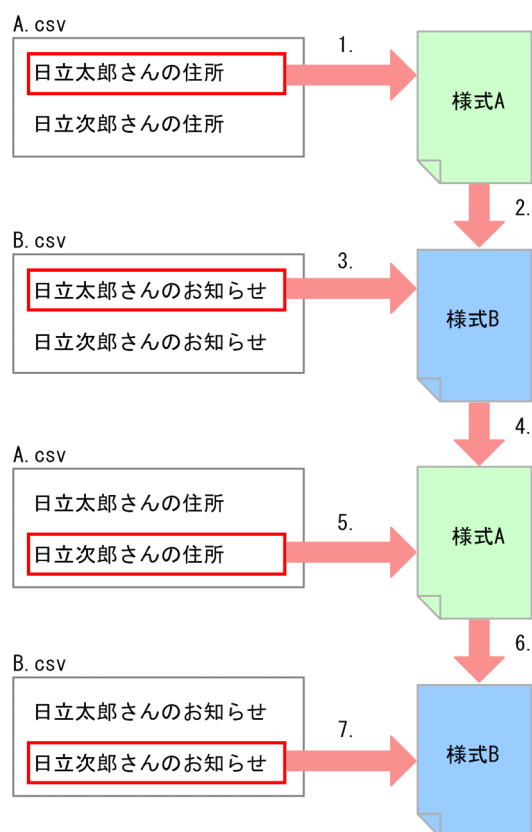 A.csv
日立太郎さんの住所
日立次郎さんの住所
1.
様式A
2.
B.csv
日立太郎さんのお知らせ
日立次郎さんのお知らせ
3.
様式B
4.
A.csv
日立太郎さんの住所
日立次郎さんの住所
5.
様式A
6.
B.csv
日立太郎さんのお知らせ
日立次郎さんのお知らせ
7.
様式B